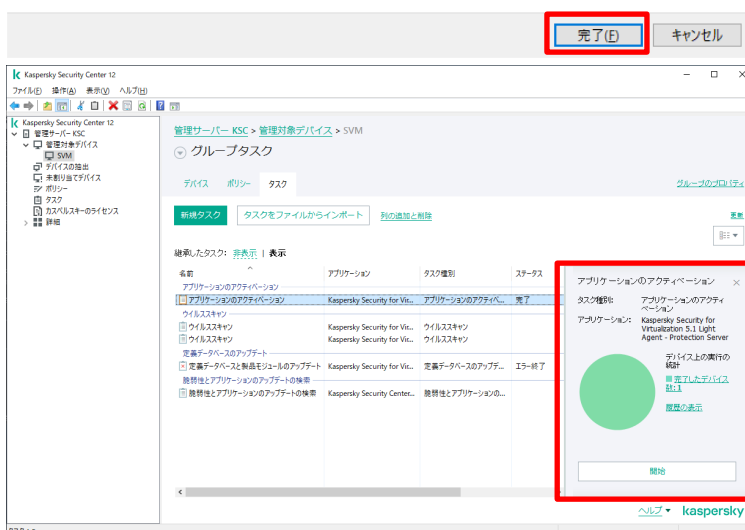 完了(F) キャンセル
Kaspersky Security Center 12
ファイル(F) 操作(A) 表示(V) ヘルプ(H)
Kaspersky Security Center 12
管理サーバー KSC
管理対象デバイス
SVM
デバイスの抽出
未割り当てデバイス
ポリシー
タスク
カスペルスキーのライセンス
詳細
管理サーバー KSC > 管理対象デバイス > SVM
グループタスク
デバイス ポリシー タスク
グループのプロパティ
新規タスク タスクをファイルからインポート 列の追加と削除
更新
継承したタスク: 非表示 | 表示
名前 アプリケーション タスク種別 ステータス
アプリケーションのアクティベーション
アプリケーションのアクティベーション Kaspersky Security for Vir... アプリケーションのアクティベ... 完了
ウイルススキャン
ウイルススキャン Kaspersky Security for Vir... ウイルススキャン
ウイルススキャン Kaspersky Security for Vir... ウイルススキャン
定義データベースのアップデート
定義データベースと製品モジュールのアップデート Kaspersky Security for Vir... 定義データベースのアップデ... エラー終了
脆弱性とアプリケーションのアップデートの検索
脆弱性とアプリケーションのアップデートの検索 Kaspersky Security Center... 脆弱性とアプリケーションの...
アプリケーションのアクティベーション
タスク種別: アプリケーションのアクティ
ベーション
アプリケーション: Kaspersky Security for
Virtualization 5.1 Light
Agent - Protection Server
デバイス上の実行の
統計
完了したデバイス
数: 1
履歴の表示
開始
ヘルプ kaspersky